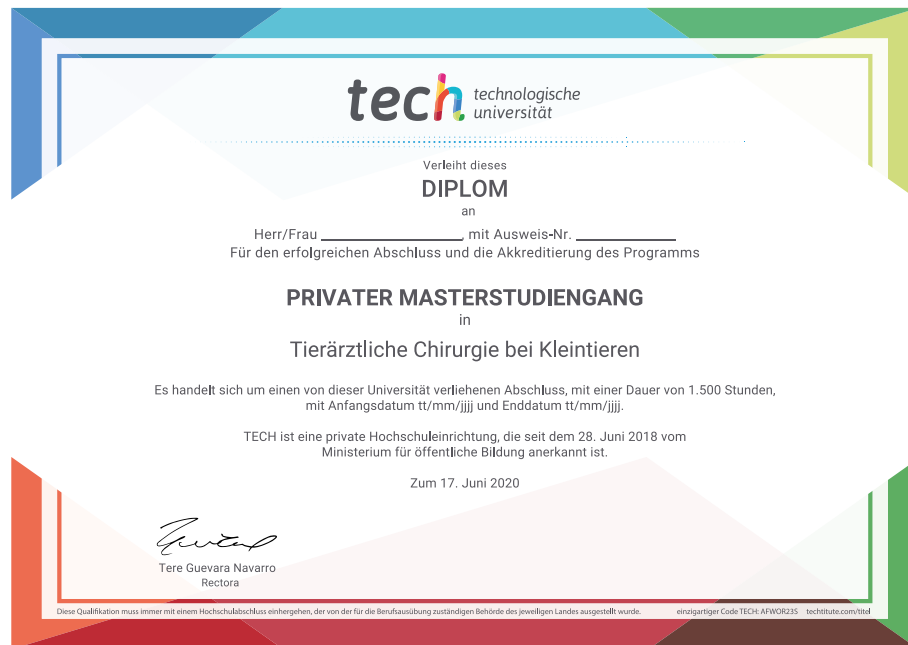 tech technologische
universität
Verleiht dieses
DIPLOM
an
Herr/Frau ____________, mit Ausweis-Nr. ____________
Für den erfolgreichen Abschluss und die Akkreditierung des Programms
PRIVATER MASTERSTUDIENGANG
in
Tierärztliche Chirurgie bei Kleintieren
Es handelt sich um einen von dieser Universität verliehenen Abschluss, mit einer Dauer von 1.500 Stunden,
mit Anfangsdatum tt/mm/jjjj und Enddatum tt/mm/jjjj.
TECH ist eine private Hochschuleinrichtung, die seit dem 28. Juni 2018 vom
Ministerium für öffentliche Bildung anerkannt ist.
Zum 17. Juni 2020
Tere Guevara Navarro
Rectora
Diese Qualifikation muss immer mit einem Hochschulabschluss einhergehen, der von der für die Berufsausübung zuständigen Behörde des jeweiligen Landes ausgestellt wurde. einzigartiger Code TECH: AFWOR23S techtitute.com/titel